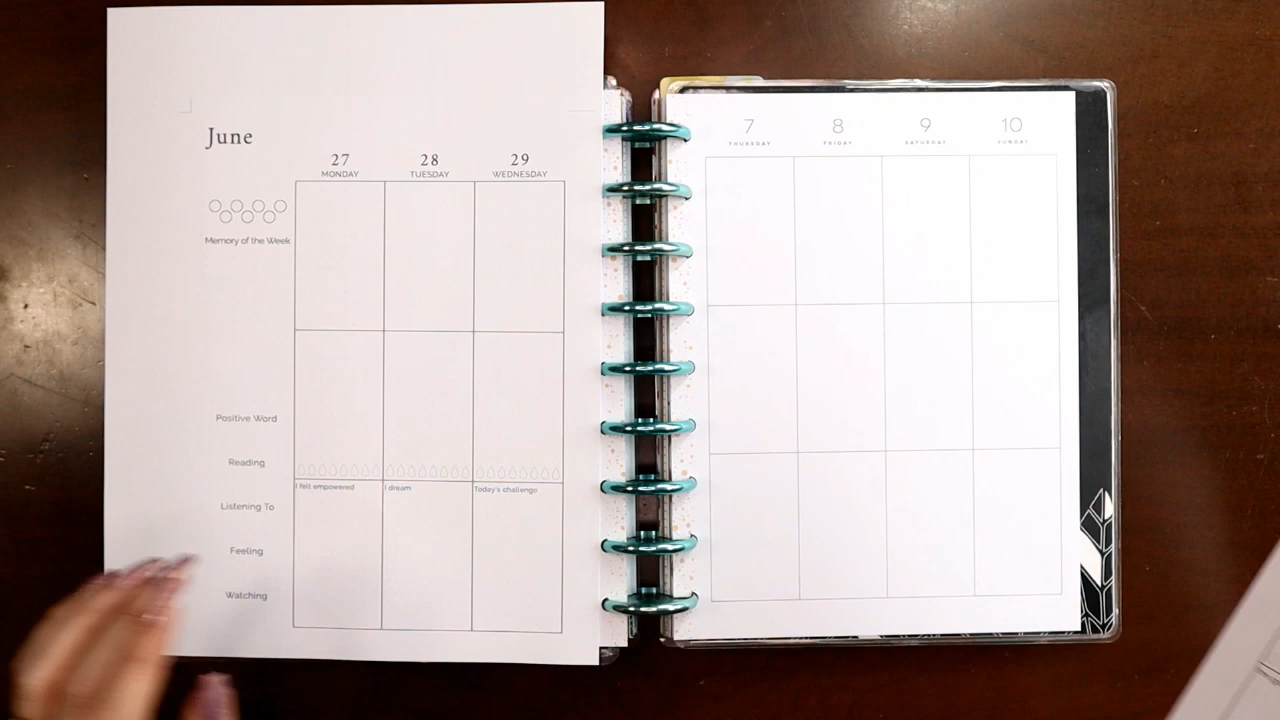 June
27 28 29
MONDAY TUESDAY WEDNESDAY
Memory of the Week
Positive Word
Reading
I felt empowered I dream Today's challenge
Listening To
Feeling
Watching
7 8 9 10
THURSDAY FRIDAY SATURDAY SUNDAY